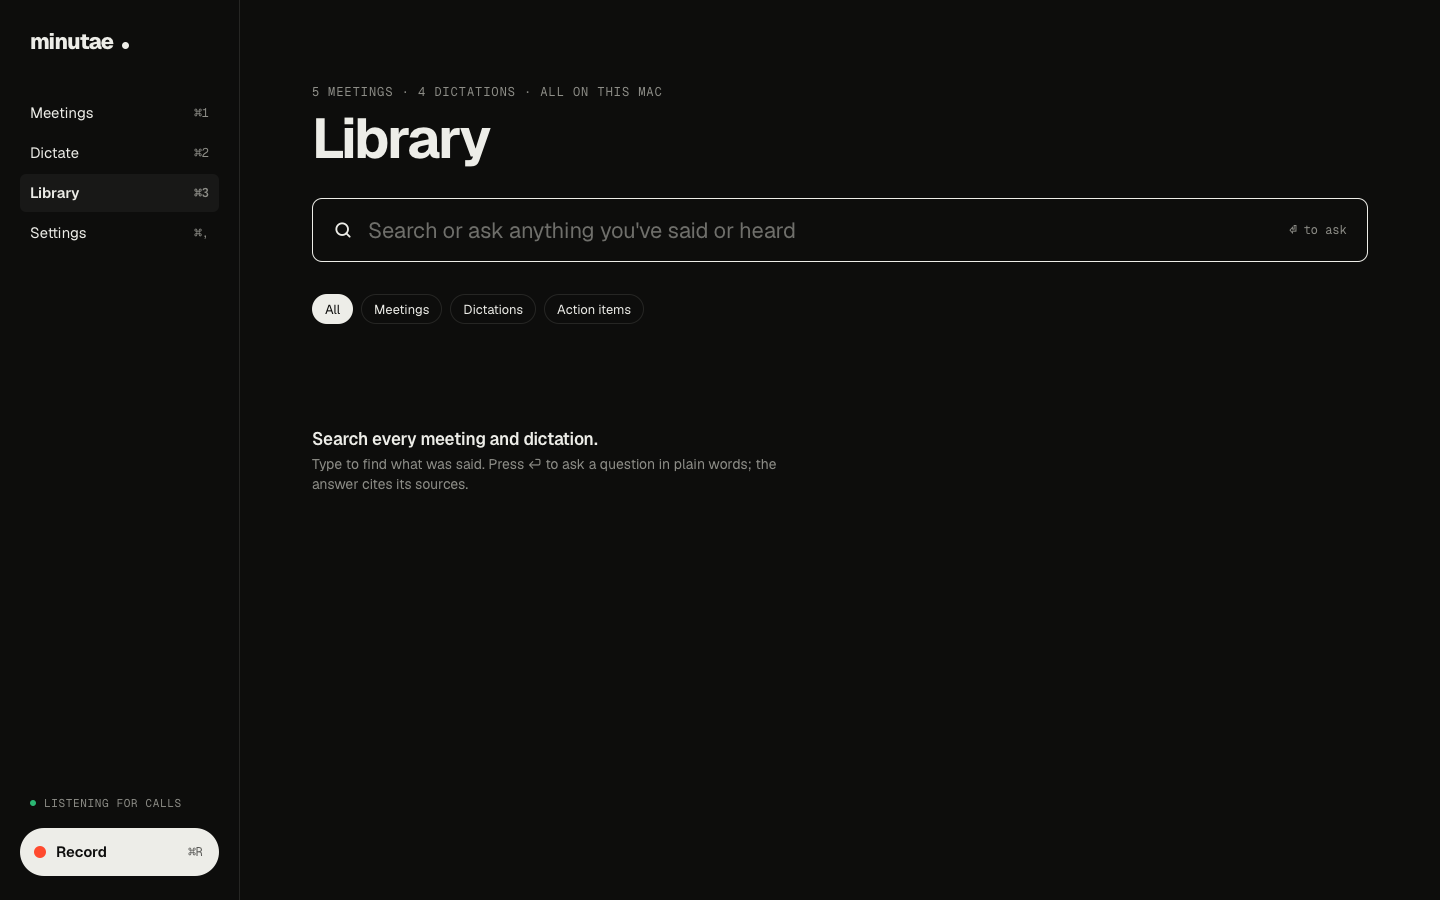 minutae
Meetings ⌘1
Dictate ⌘2
Library ⌘3
Settings ⌘,
LISTENING FOR CALLS
Record ⌘R
5 MEETINGS · 4 DICTATIONS · ALL ON THIS MAC
Library
Search or ask anything you've said or heard ⏎ to ask
All Meetings Dictations Action items
Search every meeting and dictation.
Type to find what was said. Press ⏎ to ask a question in plain words; the
answer cites its sources.